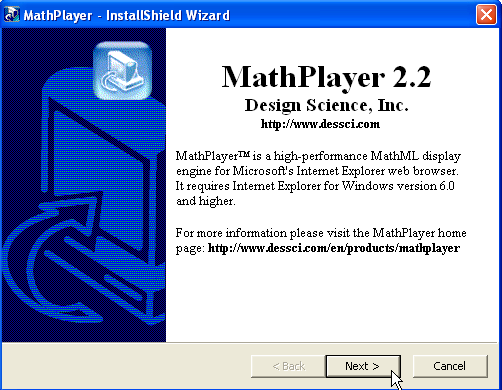 MathPlayer - InstallShield Wizard
MathPlayer 2.2
Design Science, Inc.
http://www.dessci.com
MathPlayer™ is a high-performance MathML display
engine for Microsoft's Internet Explorer web browser.
It requires Internet Explorer for Windows version 6.0
and higher.
For more information please visit the MathPlayer home
page: http://www.dessci.com/en/products/mathplayer
< Back
Next >
Cancel